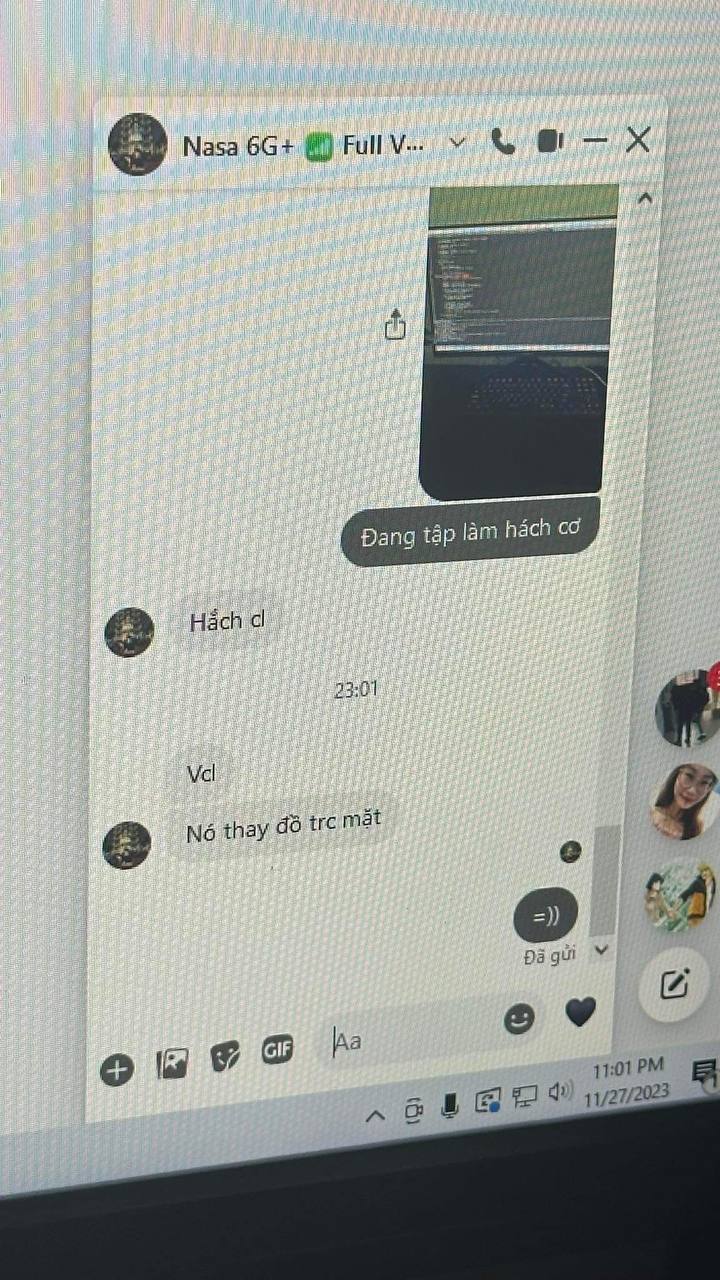 Nasa 6G+ 📶 Full V...
Đang tập làm hách cơ
Hắch cl
23:01
Vcl
Nó thay đồ trc mặt
=))
Đã gửi
GIF
Aa
11:01 PM
11/27/2023